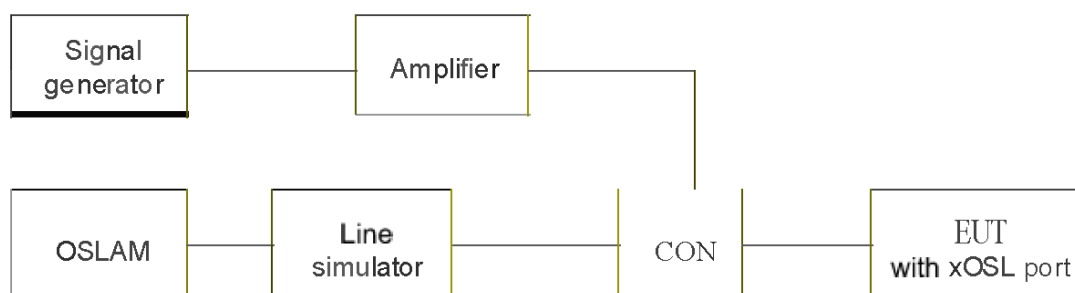 Signal
generator
Amplifier
OSLAM
Line
simulator
CON
EUT
with xOSL port